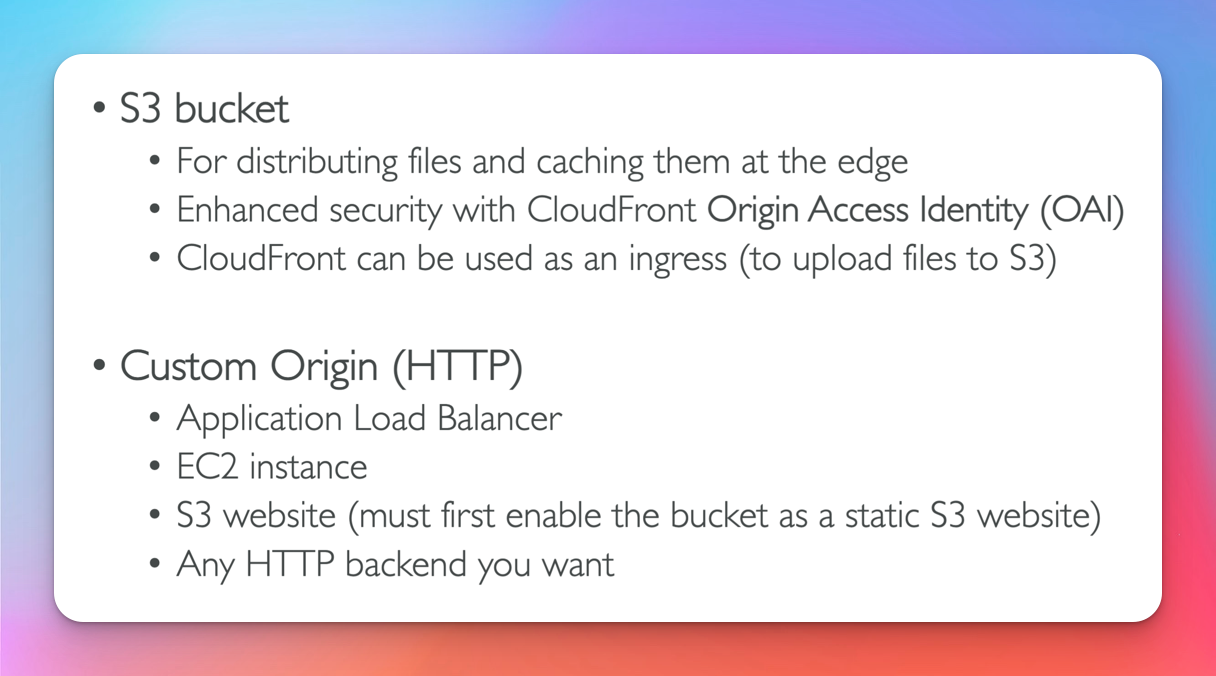 • S3 bucket
• For distributing files and caching them at the edge
• Enhanced security with CloudFront Origin Access Identity (OAI)
• CloudFront can be used as an ingress (to upload files to S3)
• Custom Origin (HTTP)
• Application Load Balancer
• EC2 instance
• S3 website (must first enable the bucket as a static S3 website)
• Any HTTP backend you want